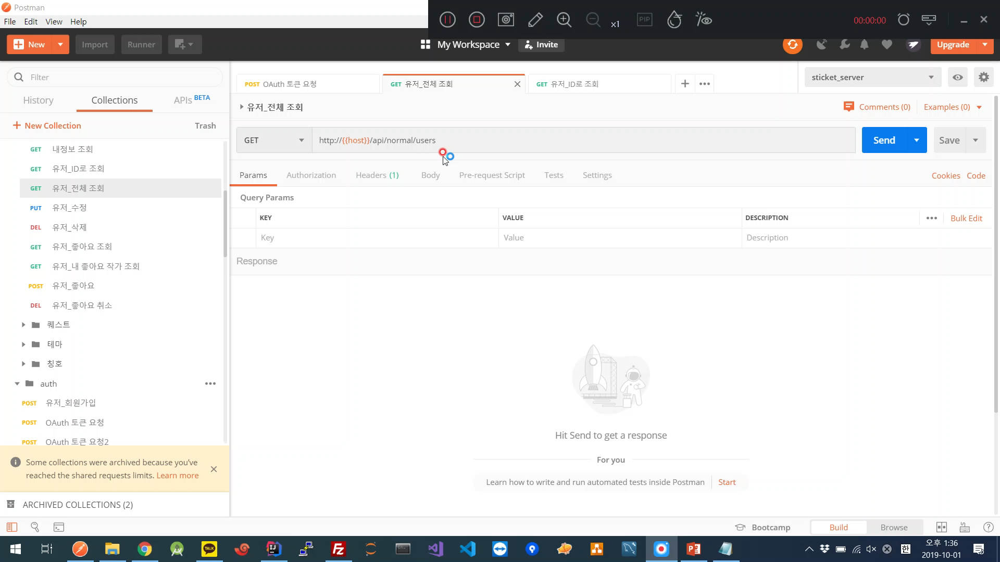 Postman
File Edit View Help
x1
PIP
00:00:00
New
Import
Runner
My Workspace
Invite
Upgrade
Filter
History
Collections
APIs BETA
New Collection
Trash
GET 내정보 조회
GET 유저_ID로 조회
GET 유저_전체 조회
PUT 유저_수정
DEL 유저_삭제
GET 유저_좋아요 조회
GET 유저_내 좋아요 작가 조회
POST 유저_좋아요
DEL 유저_좋아요 취소
퀘스트
테마
칭호
auth
POST 유저_회원가입
POST OAuth 토큰 요청
POST OAuth 토큰 요청2
Some collections were archived because you've
reached the shared requests limits. Learn more
ARCHIVED COLLECTIONS (2)
POST OAuth 토큰 요청
GET 유저_전체 조회
GET 유저_ID로 조회
sticket_server
유저_전체 조회
Comments (0)
Examples (0)
GET
http://{{host}}/api/normal/users
Send
Save
Params
Authorization
Headers (1)
Body
Pre-request Script
Tests
Settings
Cookies
Code
Query Params
KEY
VALUE
DESCRIPTION
Bulk Edit
Key
Value
Description
Response
Hit Send to get a response
For you
Learn how to write and run automated tests inside Postman
Start
Bootcamp
Build
Browse
TALK
IJ
FZ
한
오후 1:36
2019-10-01